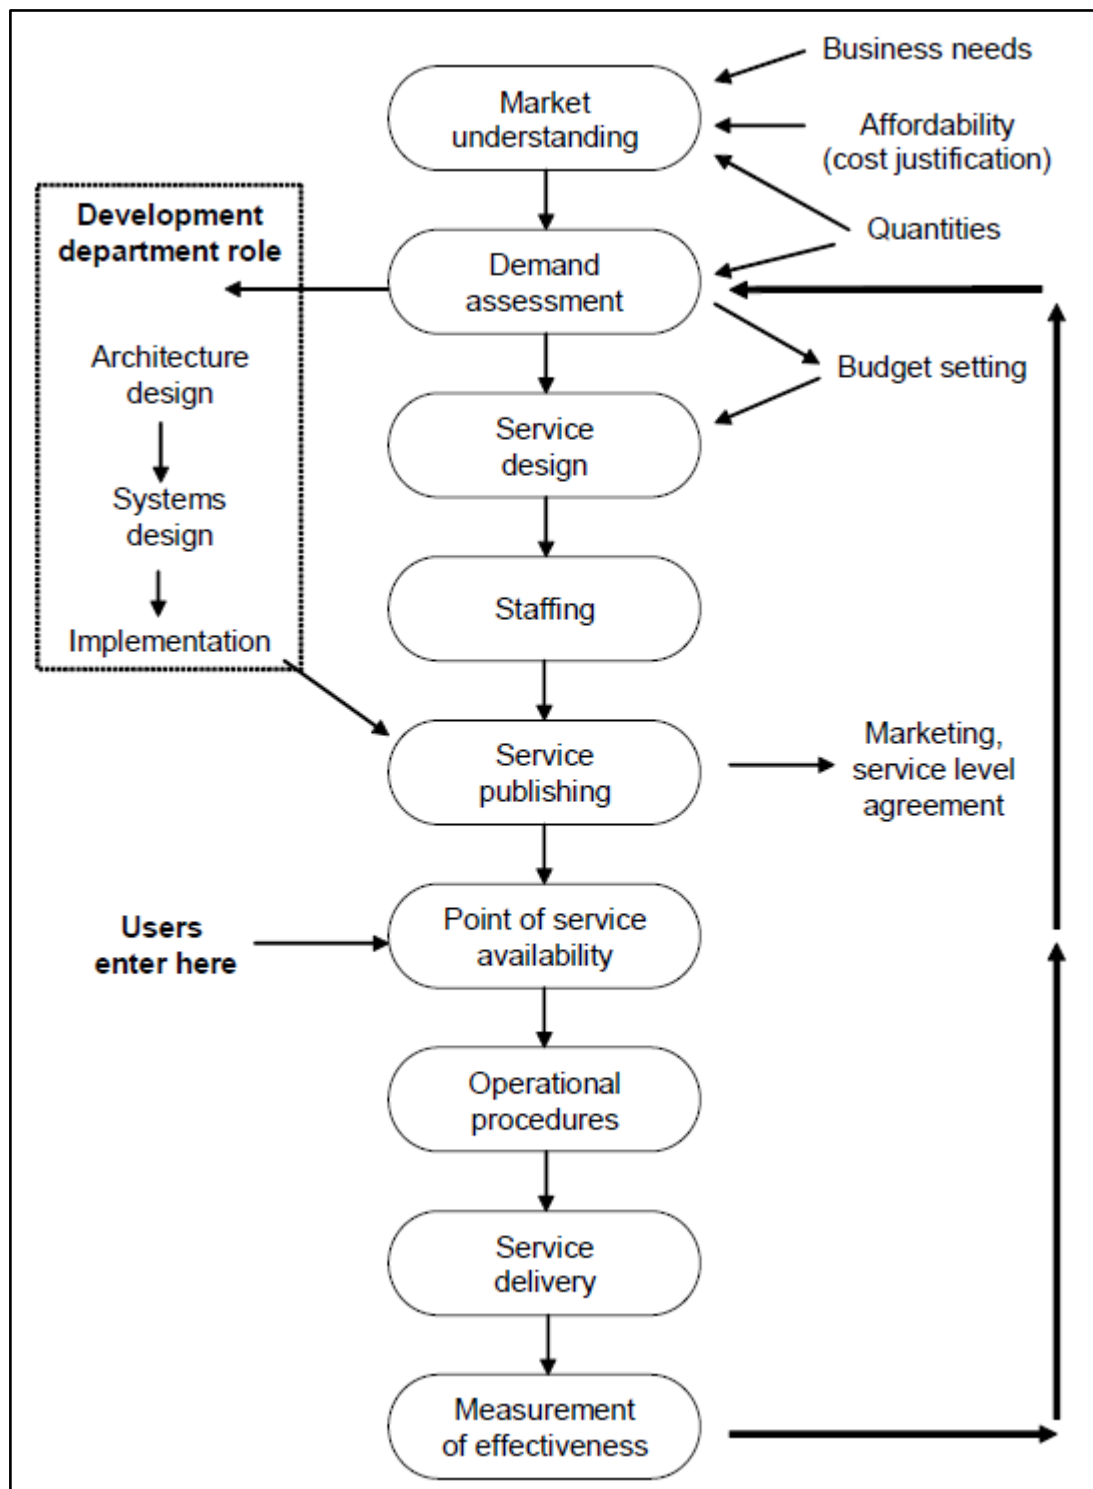 Business needs
Market
understanding
Affordability
(cost justification)
Development
department role
Quantities
Demand
assessment
Architecture
design
Budget setting
Service
design
Systems
design
Staffing
Implementation
Service
publishing
Marketing,
service level
agreement
Users
enter here
Point of service
availability
Operational
procedures
Service
delivery
Measurement
of effectiveness